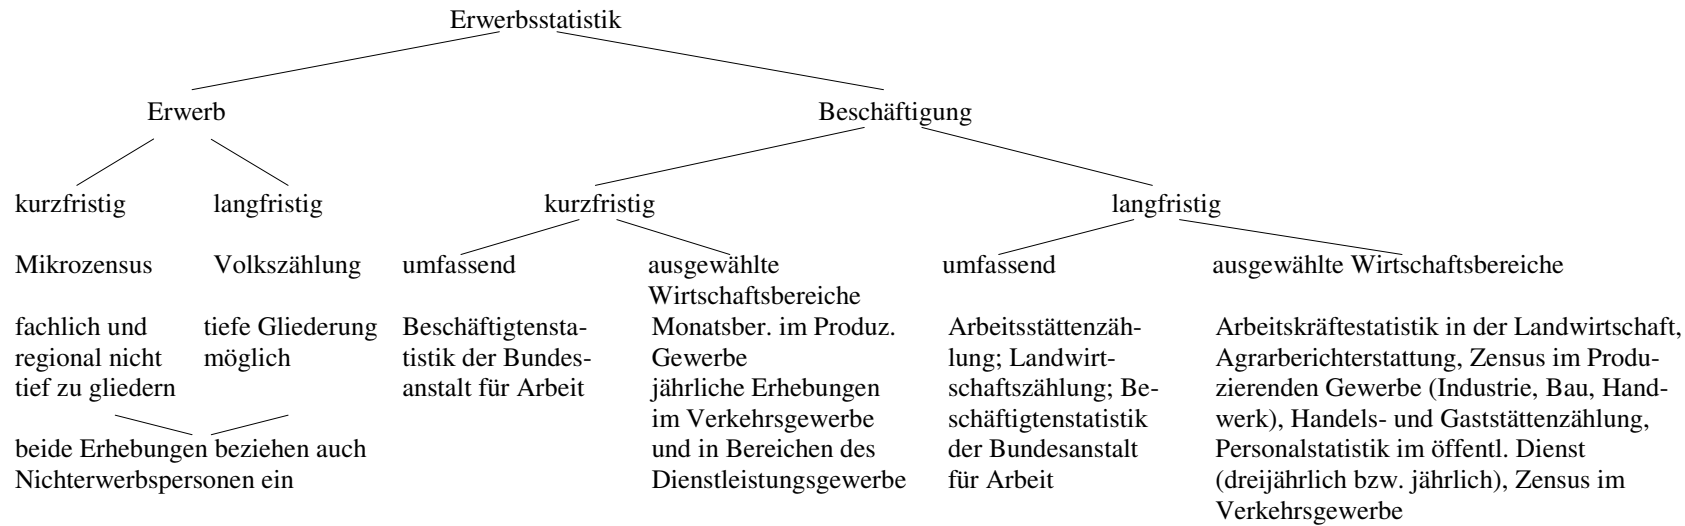 Erwerbsstatistik
Erwerb
Beschäftigung
kurzfristig
langfristig
kurzfristig
langfristig
Mikrozensus
Volkszählung
umfassend
ausgewählte
Wirtschaftsbereiche
umfassend
ausgewählte Wirtschaftsbereiche
fachlich und
regional nicht
tief zu gliedern
tiefe Gliederung
möglich
beide Erhebungen beziehen auch
Nichterwerbspersonen ein
Beschäftigtensta-
tistik der Bundes-
anstalt für Arbeit
Monatsber. im Produz.
Gewerbe
jährliche Erhebungen
im Verkehrsgewerbe
und in Bereichen des
Dienstleistungsgewerbe
Arbeitsstättenzäh-
lung; Landwirt-
schaftszählung; Be-
schäftigtenstatistik
der Bundesanstalt
für Arbeit
Arbeitskräftestatistik in der Landwirtschaft,
Agrarberichterstattung, Zensus im Produ-
zierenden Gewerbe (Industrie, Bau, Hand-
werk), Handels- und Gaststättenzählung,
Personalstatistik im öffentl. Dienst
(dreijährlich bzw. jährlich), Zensus im
Verkehrsgewerbe